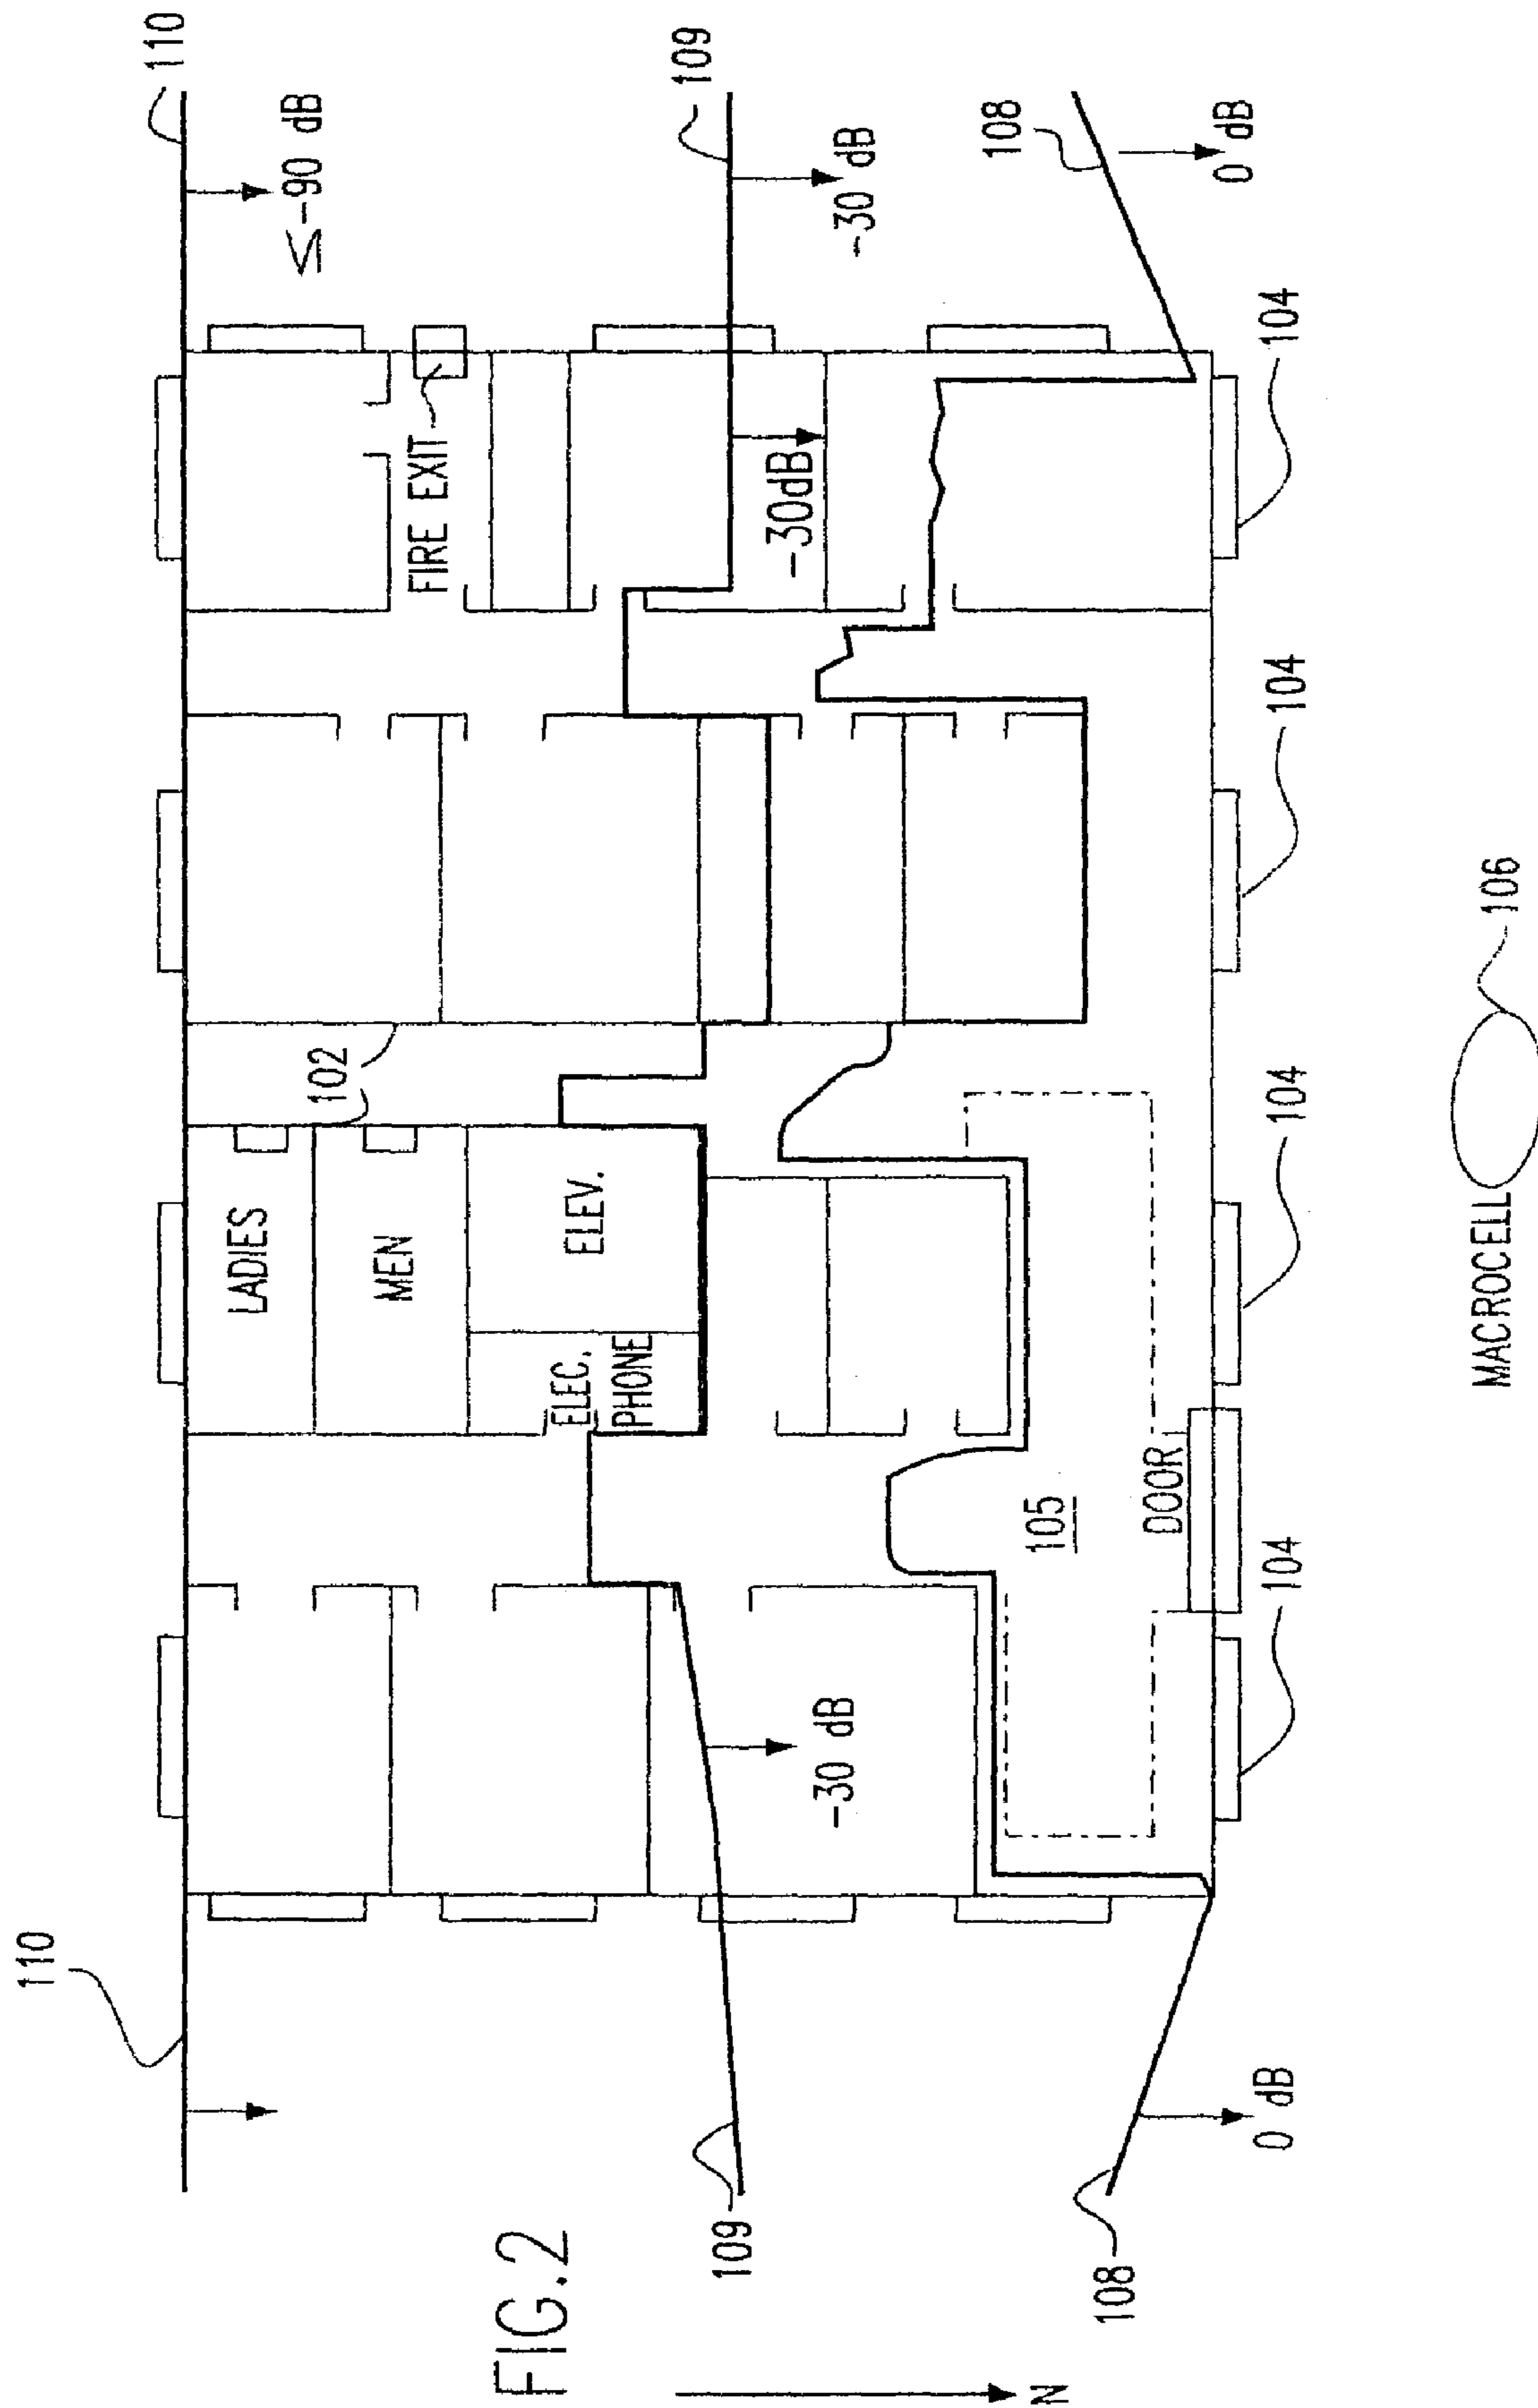 110
110
≤-90 dB
109
109
-30 dB
-30dB
-30 dB
108
108
0 dB
0 dB
FIRE EXIT
102
LADIES
MEN
ELEV.
ELEC.
PHONE
105
DOOR
104
104
104
104
MACROCELL
106
FIG.2
N